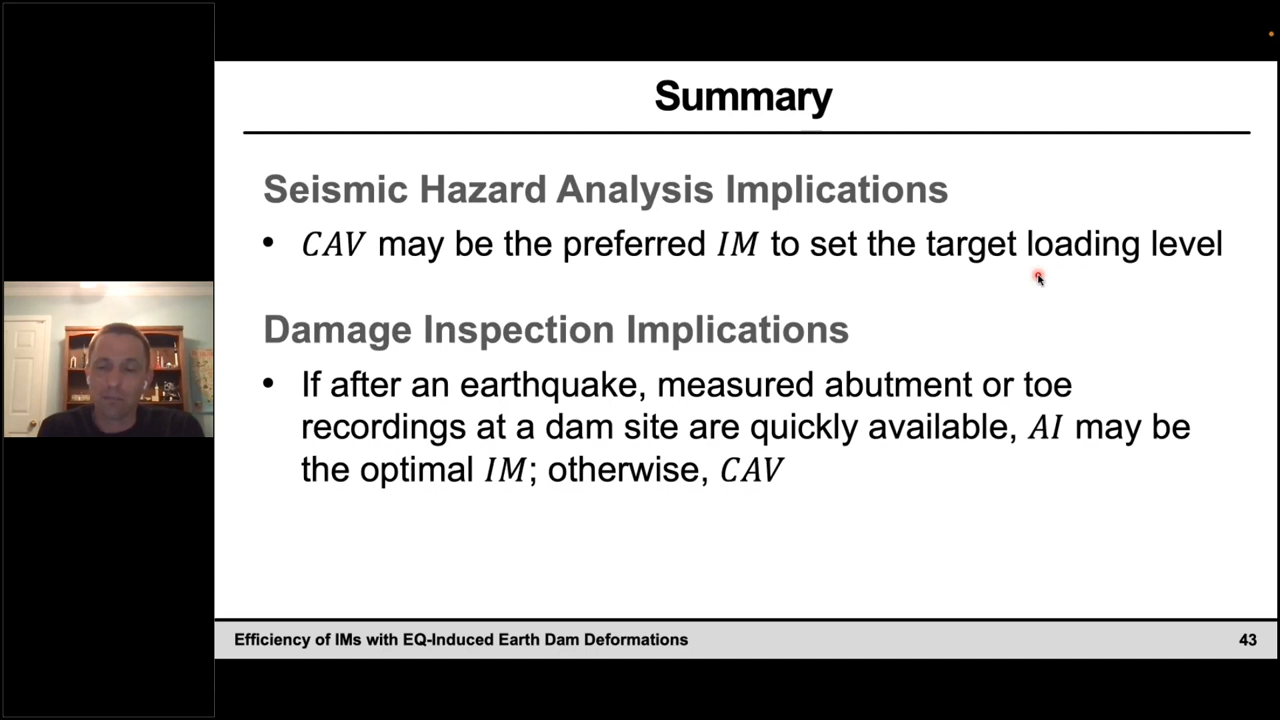 Summary
Seismic Hazard Analysis Implications
• CAV may be the preferred IM to set the target loading level
Damage Inspection Implications
• If after an earthquake, measured abutment or toe
recordings at a dam site are quickly available, AI may be
the optimal IM; otherwise, CAV
Efficiency of IMs with EQ-Induced Earth Dam Deformations
43